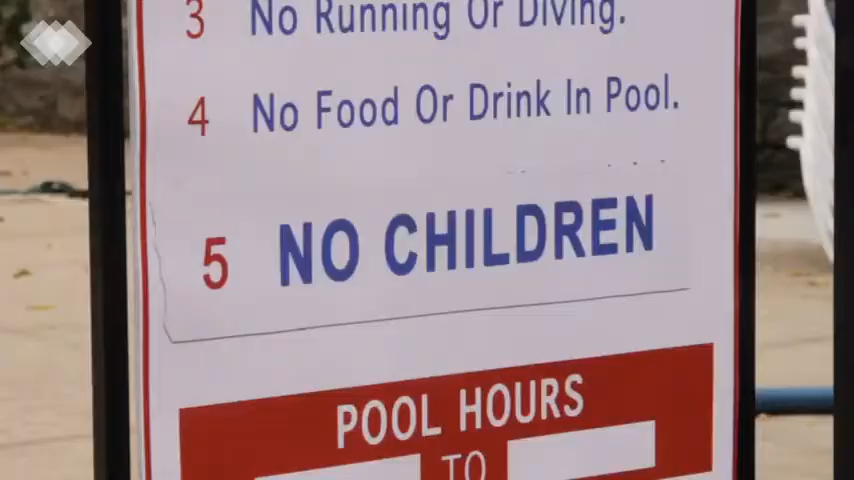 3 No Running Or Diving.
4 No Food Or Drink In Pool.
5 NO CHILDREN
POOL HOURS
TO